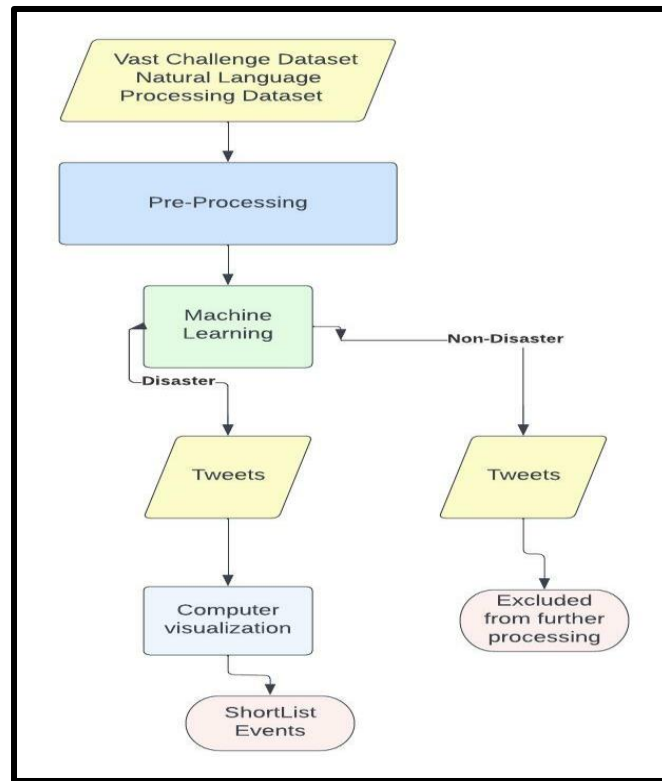 Vast Challenge Dataset
Natural Language
Processing Dataset
Pre-Processing
Machine
Learning
Non-Disaster
Disaster
Tweets
Tweets
Computer
visualization
Excluded
from further
processing
ShortList
Events